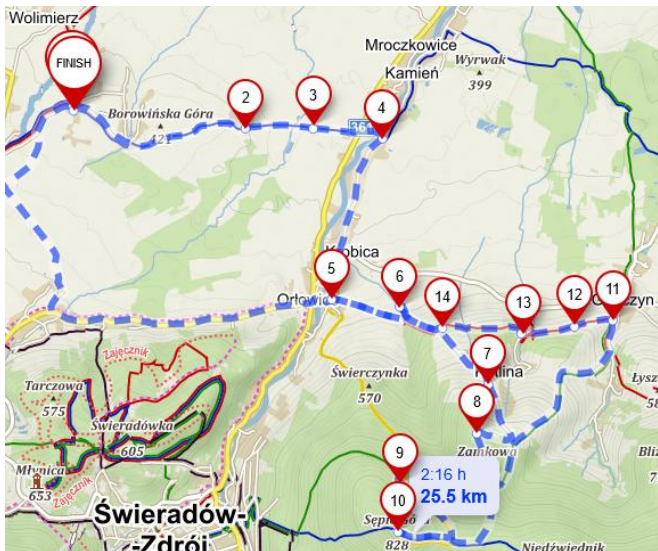 Wolimierz
FINISH
Mroczkowice
Kamień
Wyrwak
399
Borowińska Góra
421
2
3
4
361
Krobica
5
6
14
13
12
11
Orłowice
7
8
Zajęcznik
Tarczowa
575
Świerczynka
570
Świeradówka
605
Zamkowa
9
2:16 h
25.5 km
Młynica
653
Zajęcznik
10
828
Świeradów-
-Zdrój
Niedźwiednik